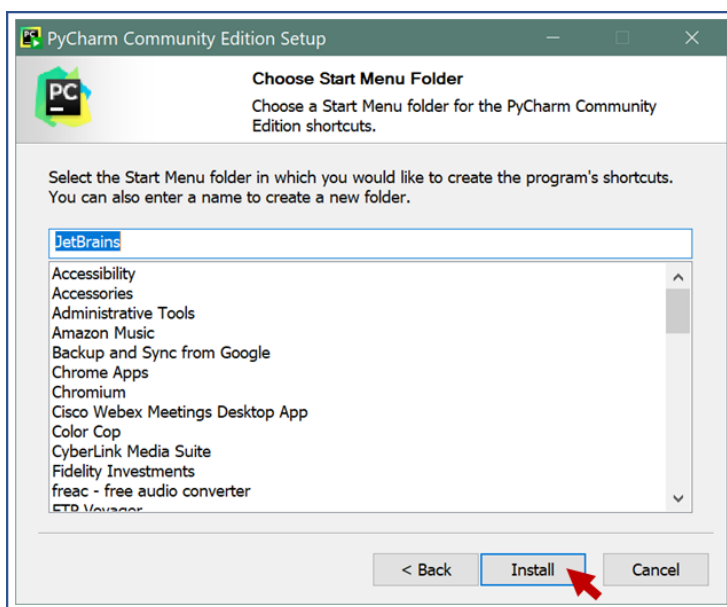 PyCharm Community Edition Setup
PC
Choose Start Menu Folder
Choose a Start Menu folder for the PyCharm Community
Edition shortcuts.
Select the Start Menu folder in which you would like to create the program's shortcuts.
You can also enter a name to create a new folder.
JetBrains
Accessibility
Accessories
Administrative Tools
Amazon Music
Backup and Sync from Google
Chrome Apps
Chromium
Cisco Webex Meetings Desktop App
Color Cop
CyberLink Media Suite
Fidelity Investments
freac - free audio converter
FTP Voyager
< Back
Install
Cancel